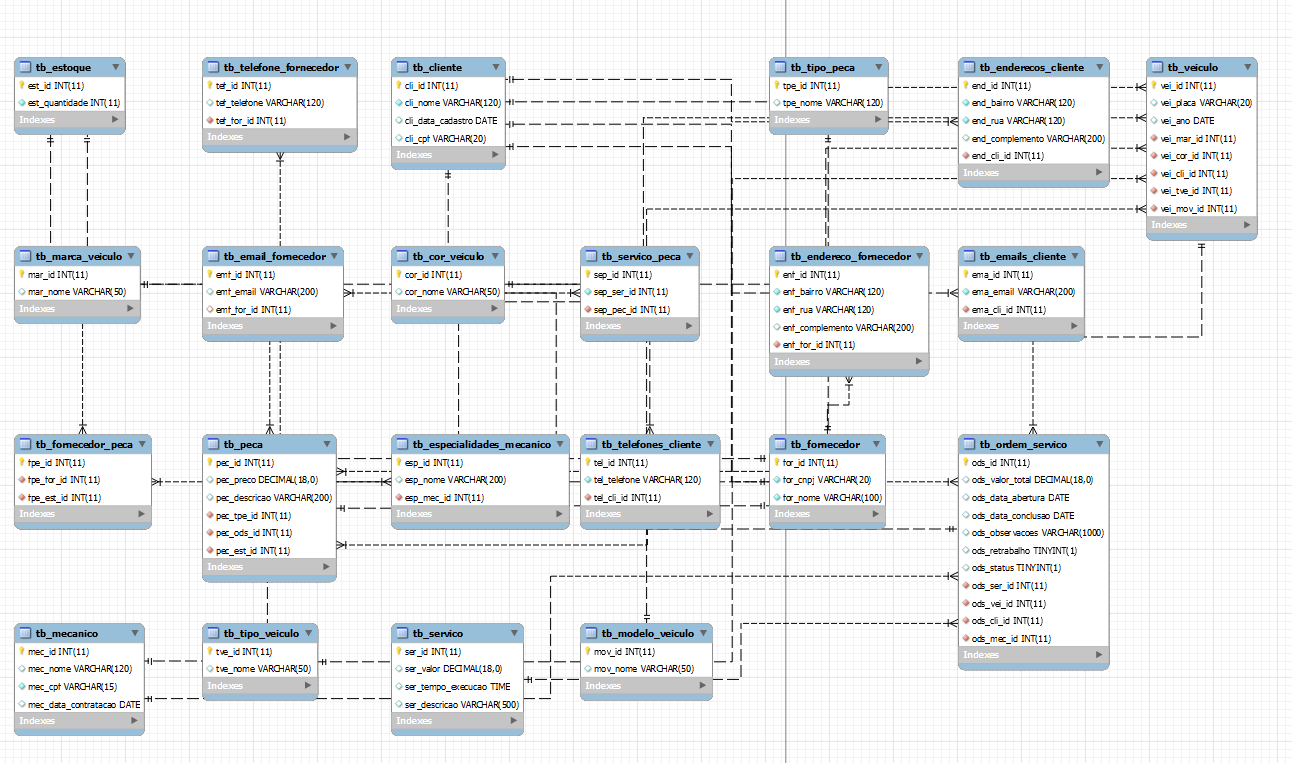 tb_estoque
est_id INT(11)
est_quantidade INT(11)
Indexes
tb_telefone_fornecedor
tef_id INT(11)
tef_telefone VARCHAR(120)
tef_for_id INT(11)
Indexes
tb_cliente
cli_id INT(11)
cli_nome VARCHAR(120)
cli_data_cadastro DATE
cli_cpf VARCHAR(20)
Indexes
tb_tipo_peca
tpe_id INT(11)
tpe_nome VARCHAR(120)
Indexes
tb_enderecos_cliente
end_id INT(11)
end_bairro VARCHAR(120)
end_rua VARCHAR(120)
end_complemento VARCHAR(200)
end_cli_id INT(11)
Indexes
tb_veiculo
vei_id INT(11)
vei_placa VARCHAR(20)
vei_ano DATE
vei_mar_id INT(11)
vei_cor_id INT(11)
vei_cli_id INT(11)
vei_tve_id INT(11)
vei_mov_id INT(11)
Indexes
tb_marca_veiculo
mar_id INT(11)
mar_nome VARCHAR(50)
Indexes
tb_email_fornecedor
emf_id INT(11)
emf_email VARCHAR(200)
emf_for_id INT(11)
Indexes
tb_cor_veiculo
cor_id INT(11)
cor_nome VARCHAR(50)
Indexes
tb_servico_peca
sep_id INT(11)
sep_ser_id INT(11)
sep_pec_id INT(11)
Indexes
tb_endereco_fornecedor
enf_id INT(11)
enf_bairro VARCHAR(120)
enf_rua VARCHAR(120)
enf_complemento VARCHAR(200)
enf_for_id INT(11)
Indexes
tb_emails_cliente
ema_id INT(11)
ema_email VARCHAR(200)
ema_cli_id INT(11)
Indexes
tb_fornecedor_peca
fpe_id INT(11)
fpe_for_id INT(11)
fpe_est_id INT(11)
Indexes
tb_peca
pec_id INT(11)
pec_preco DECIMAL(18,0)
pec_descricao VARCHAR(200)
pec_tpe_id INT(11)
pec_ods_id INT(11)
pec_est_id INT(11)
Indexes
tb_especialidades_mecanico
esp_id INT(11)
esp_nome VARCHAR(200)
esp_mec_id INT(11)
Indexes
tb_telefones_cliente
tel_id INT(11)
tel_telefone VARCHAR(120)
tel_cli_id INT(11)
Indexes
tb_fornecedor
for_id INT(11)
for_cnpj VARCHAR(20)
for_nome VARCHAR(100)
Indexes
tb_ordem_servico
ods_id INT(11)
ods_valor_total DECIMAL(18,0)
ods_data_abertura DATE
ods_data_conclusao DATE
ods_observacoes VARCHAR(1000)
ods_retrabalho TINYINT(1)
ods_status TINYINT(1)
ods_ser_id INT(11)
ods_vei_id INT(11)
ods_cli_id INT(11)
ods_mec_id INT(11)
Indexes
tb_mecanico
mec_id INT(11)
mec_nome VARCHAR(120)
mec_cpf VARCHAR(15)
mec_data_contratacao DATE
Indexes
tb_tipo_veiculo
tve_id INT(11)
tve_nome VARCHAR(50)
Indexes
tb_servico
ser_id INT(11)
ser_valor DECIMAL(18,0)
ser_tempo_execucao TIME
ser_descricao VARCHAR(500)
Indexes
tb_modelo_veiculo
mov_id INT(11)
mov_nome VARCHAR(50)
Indexes